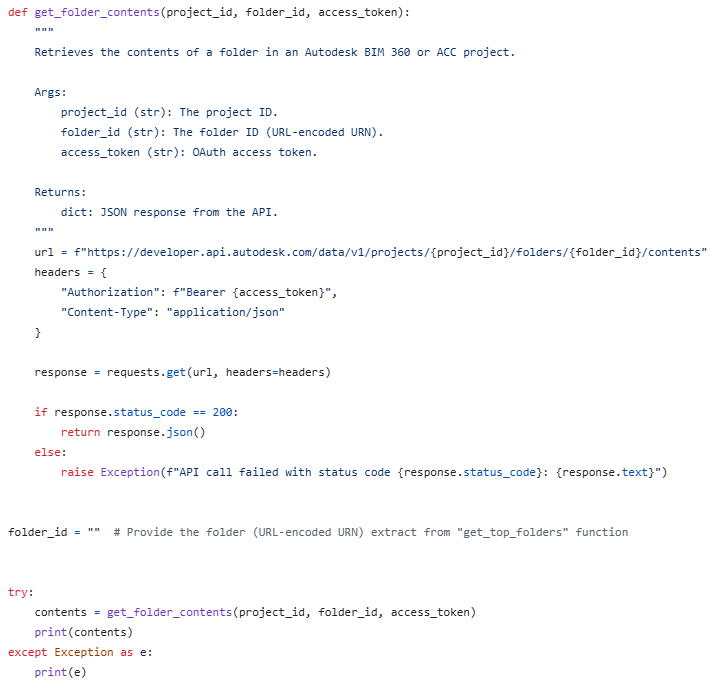 def get_folder_contents(project_id, folder_id, access_token):
    """
    Retrieves the contents of a folder in an Autodesk BIM 360 or ACC project.

    Args:
        project_id (str): The project ID.
        folder_id (str): The folder ID (URL-encoded URN).
        access_token (str): OAuth access token.

    Returns:
        dict: JSON response from the API.
    """
    url = f"https://developer.api.autodesk.com/data/v1/projects/{project_id}/folders/{folder_id}/contents"
    headers = {
        "Authorization": f"Bearer {access_token}",
        "Content-Type": "application/json"
    }

    response = requests.get(url, headers=headers)

    if response.status_code == 200:
        return response.json()
    else:
        raise Exception(f"API call failed with status code {response.status_code}: {response.text}")


folder_id = ""  # Provide the folder (URL-encoded URN) extract from "get_top_folders" function


try:
    contents = get_folder_contents(project_id, folder_id, access_token)
    print(contents)
except Exception as e:
    print(e)